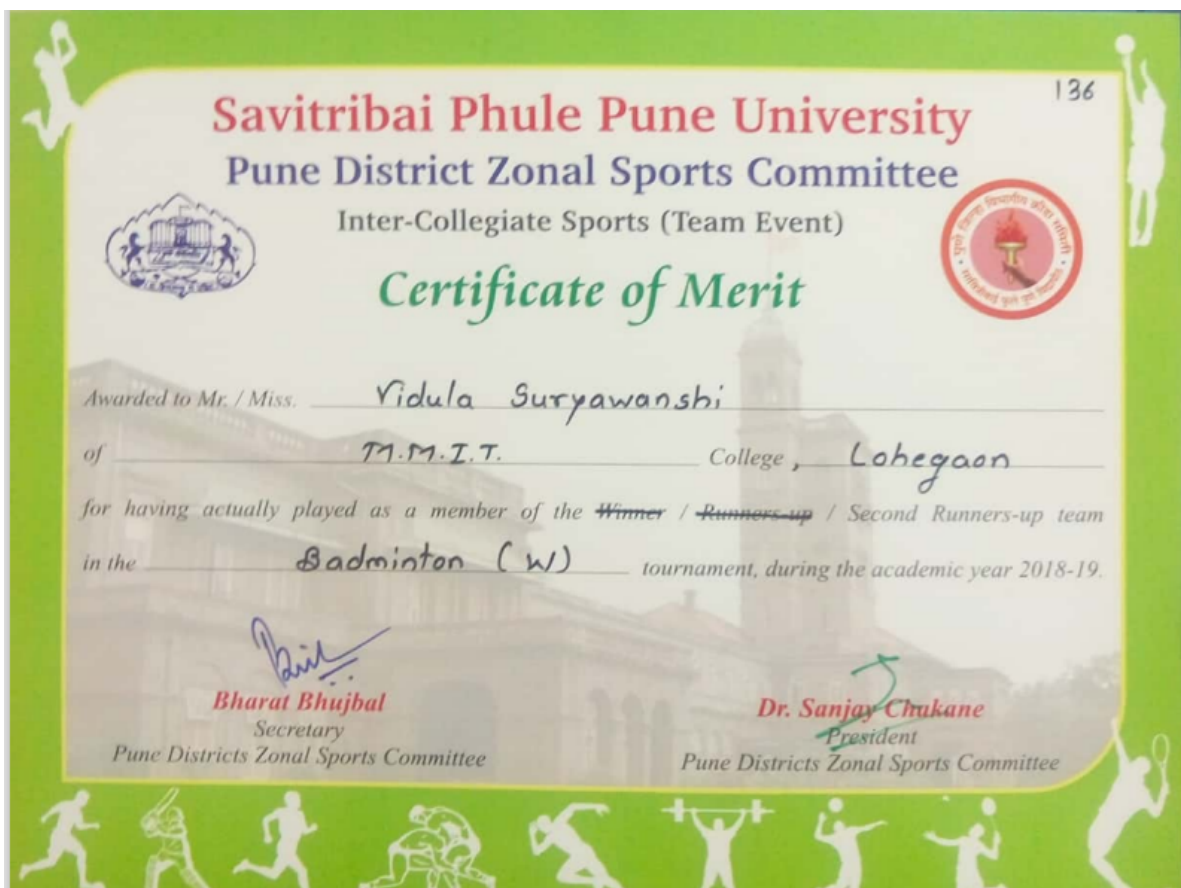 136
Savitribai Phule Pune University
Pune District Zonal Sports Committee
Inter-Collegiate Sports (Team Event)
पुणे जिल्हा विभागीय क्रीडा समिती
सावित्रीबाई फुले पुणे विद्यापीठ
Certificate of Merit
Awarded to Mr. / Miss. Vidula Suryawanshi
of M.M.I.T. College, Lohegaon
for having actually played as a member of the Winner / Runners-up / Second Runners-up team
in the Badminton (W) tournament, during the academic year 2018-19.
Bharat Bhujbal
Secretary
Pune Districts Zonal Sports Committee
Dr. Sanjay Chakane
President
Pune Districts Zonal Sports Committee